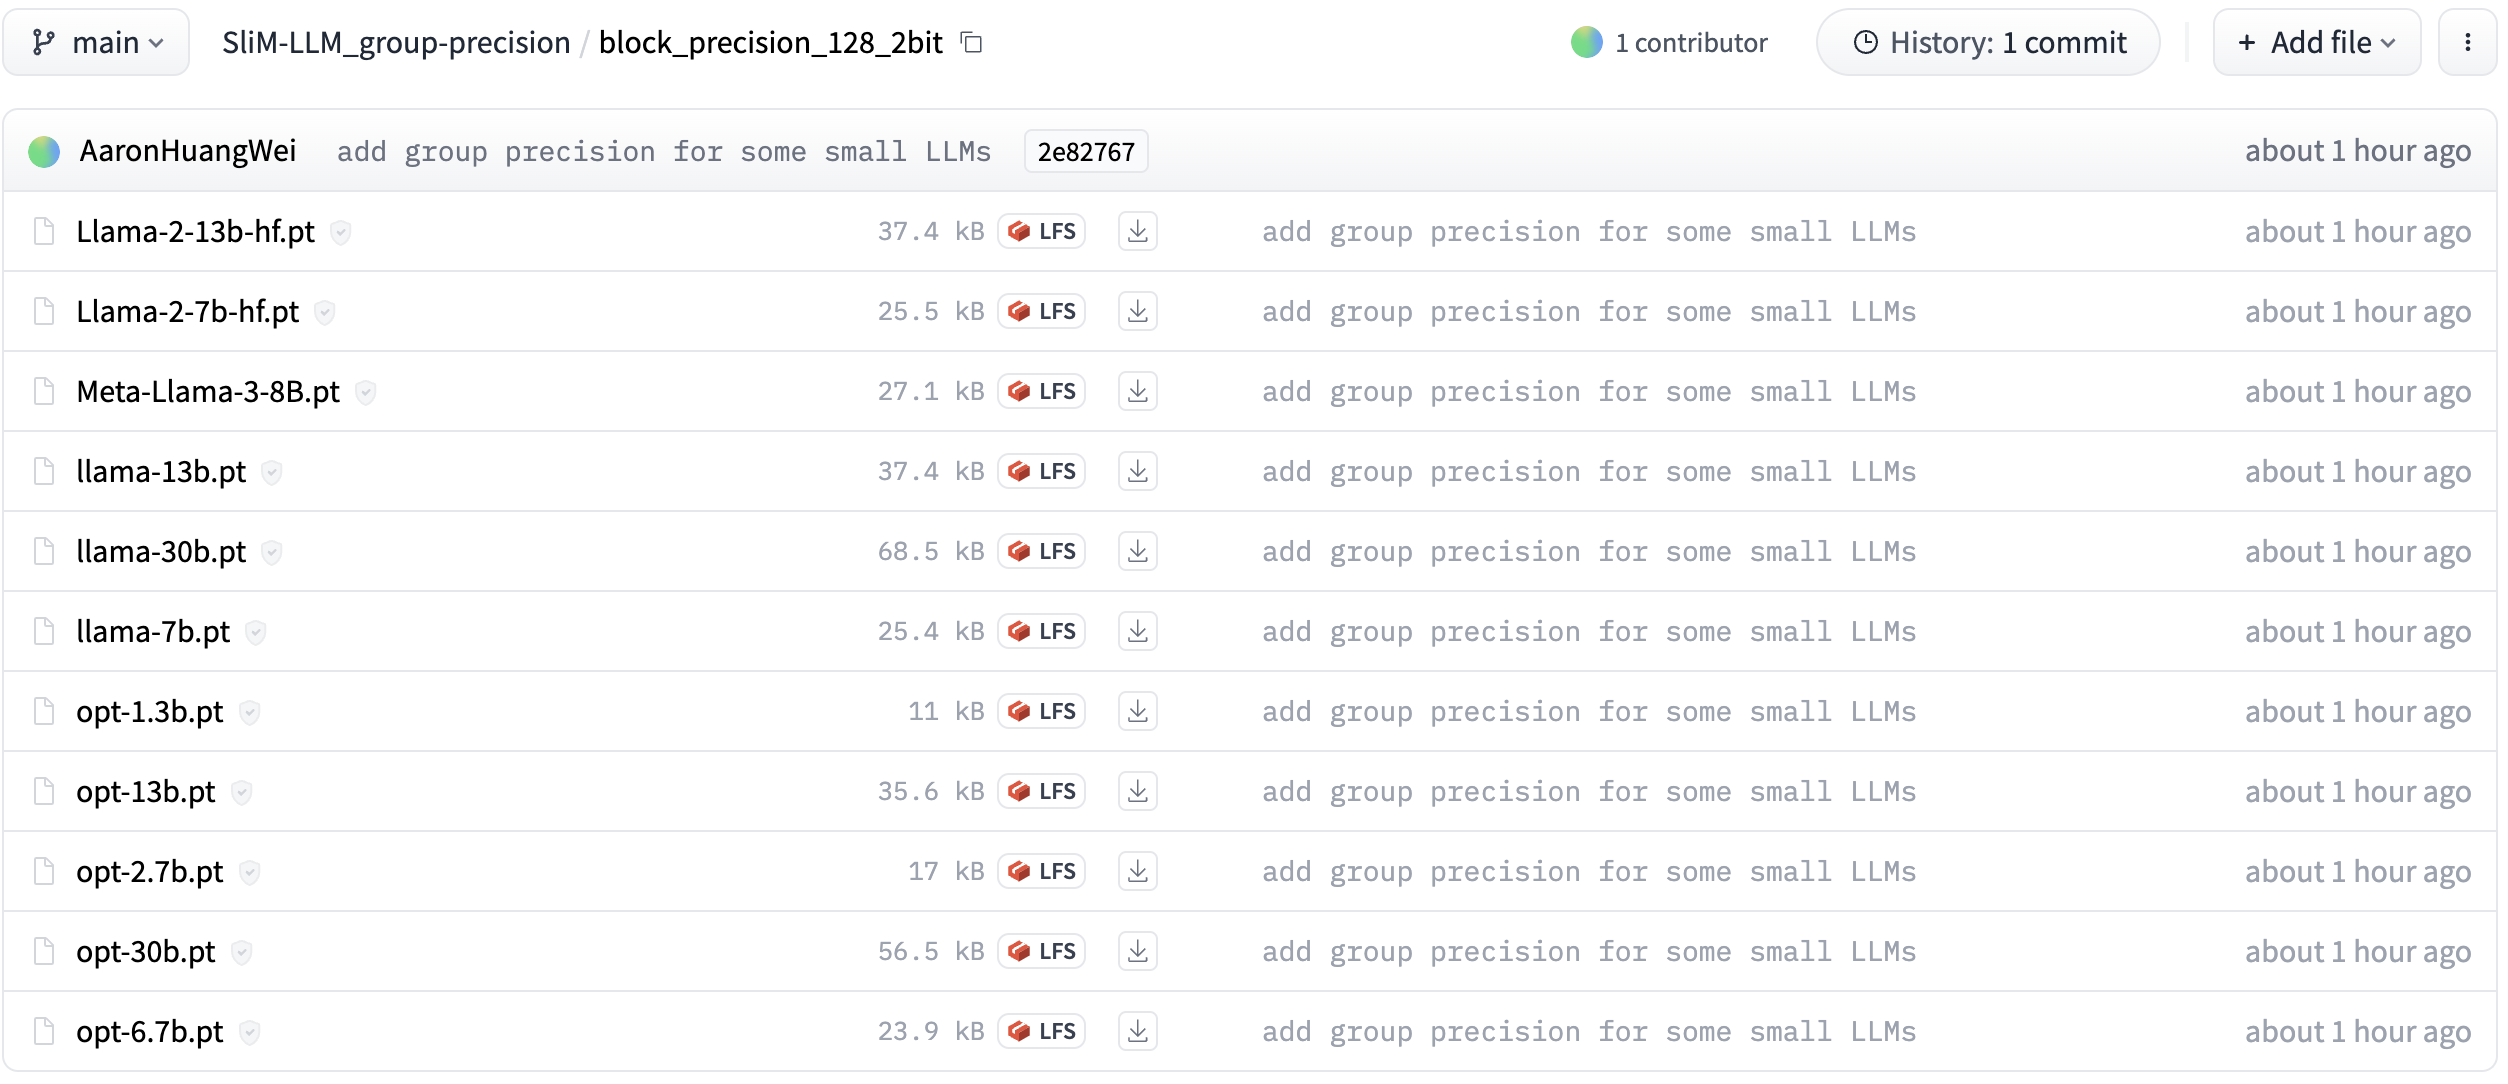 main SliM-LLM_group-precision / block_precision_128_2bit 1 contributor History: 1 commit + Add file
AaronHuangWei add group precision for some small LLMs 2e82767 about 1 hour ago
Llama-2-13b-hf.pt 37.4 kB LFS add group precision for some small LLMs about 1 hour ago
Llama-2-7b-hf.pt 25.5 kB LFS add group precision for some small LLMs about 1 hour ago
Meta-Llama-3-8B.pt 27.1 kB LFS add group precision for some small LLMs about 1 hour ago
llama-13b.pt 37.4 kB LFS add group precision for some small LLMs about 1 hour ago
llama-30b.pt 68.5 kB LFS add group precision for some small LLMs about 1 hour ago
llama-7b.pt 25.4 kB LFS add group precision for some small LLMs about 1 hour ago
opt-1.3b.pt 11 kB LFS add group precision for some small LLMs about 1 hour ago
opt-13b.pt 35.6 kB LFS add group precision for some small LLMs about 1 hour ago
opt-2.7b.pt 17 kB LFS add group precision for some small LLMs about 1 hour ago
opt-30b.pt 56.5 kB LFS add group precision for some small LLMs about 1 hour ago
opt-6.7b.pt 23.9 kB LFS add group precision for some small LLMs about 1 hour ago